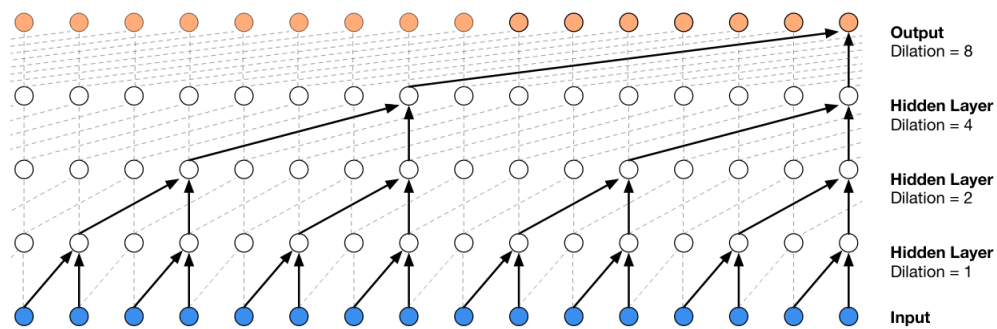 Output
Dilation = 8
Hidden Layer
Dilation = 4
Hidden Layer
Dilation = 2
Hidden Layer
Dilation = 1
Input